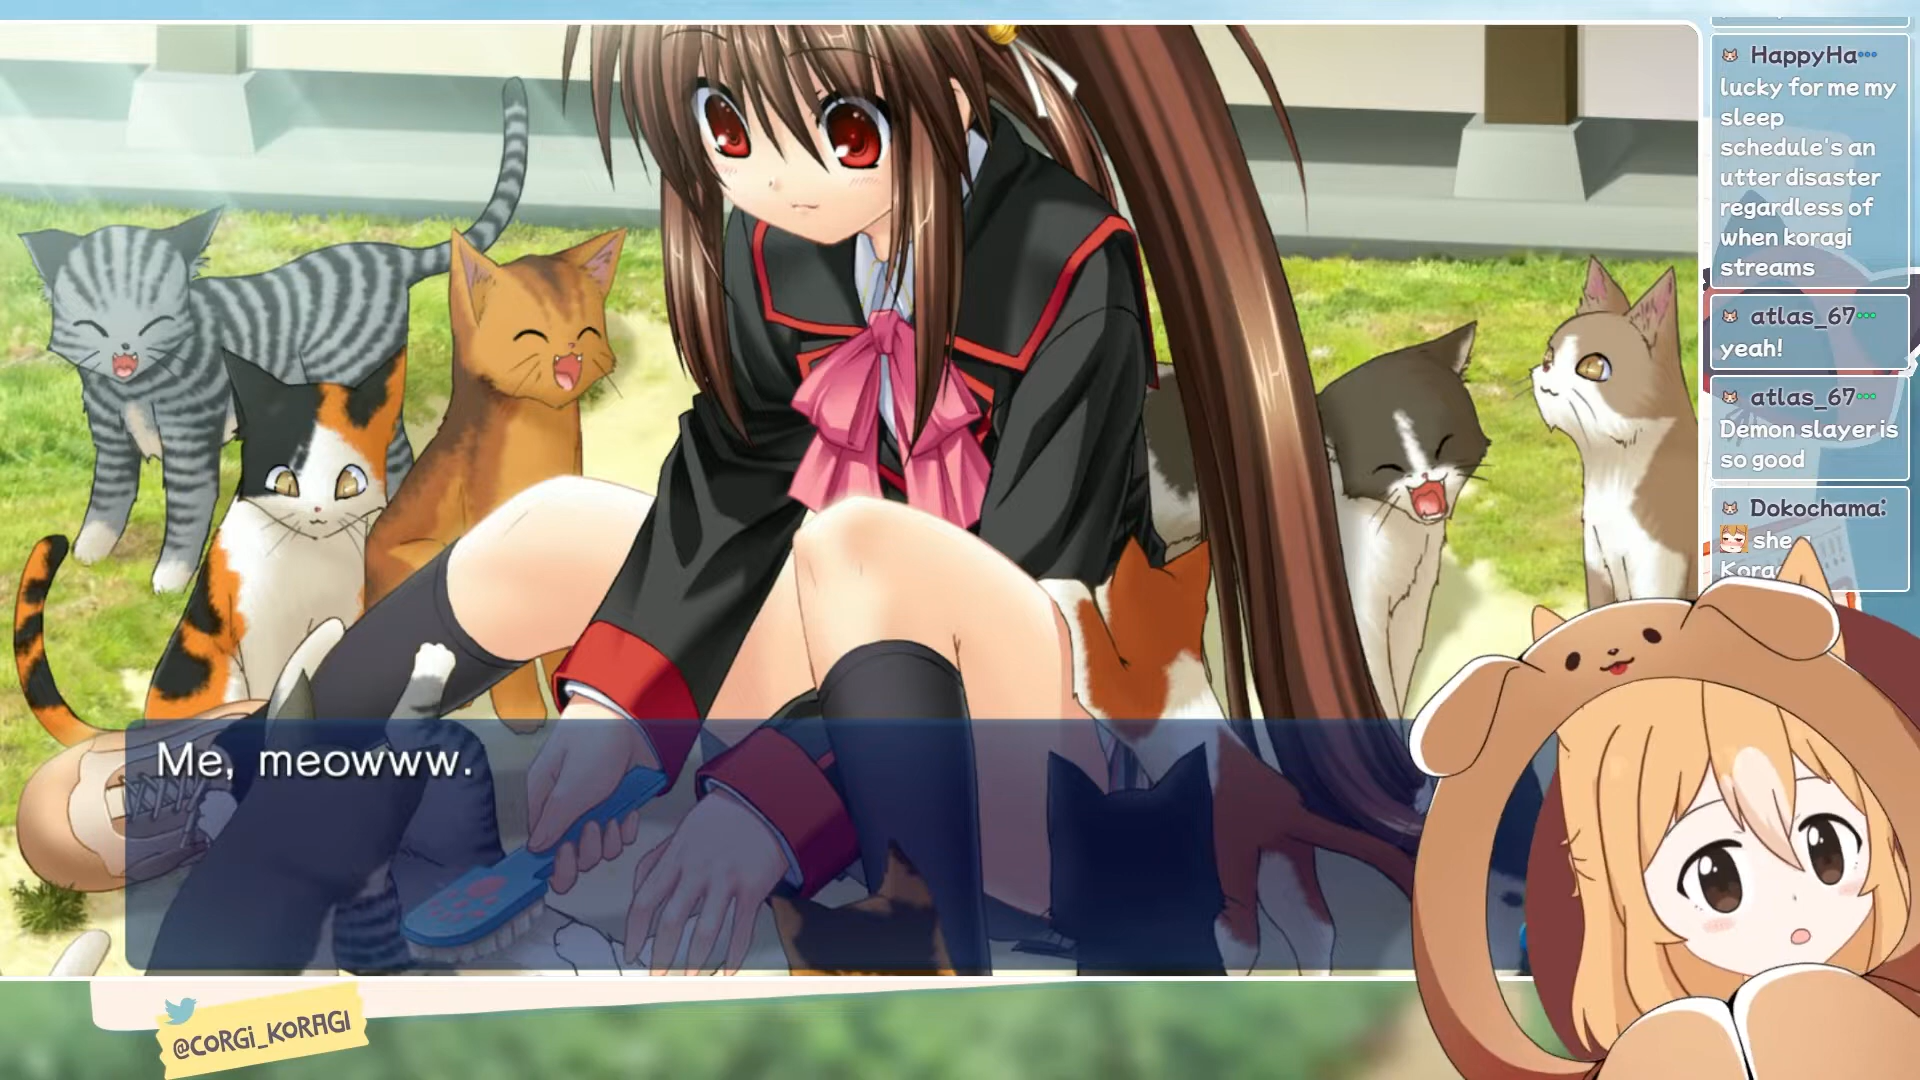 Me, meowww.
HappyHa
lucky for me my
sleep
schedule's an
utter disaster
regardless of
when koragi
streams
atlas_67
yeah!
atlas_67
Demon slayer is
so good
Dokochama:
she
@CORGi_KORAGI